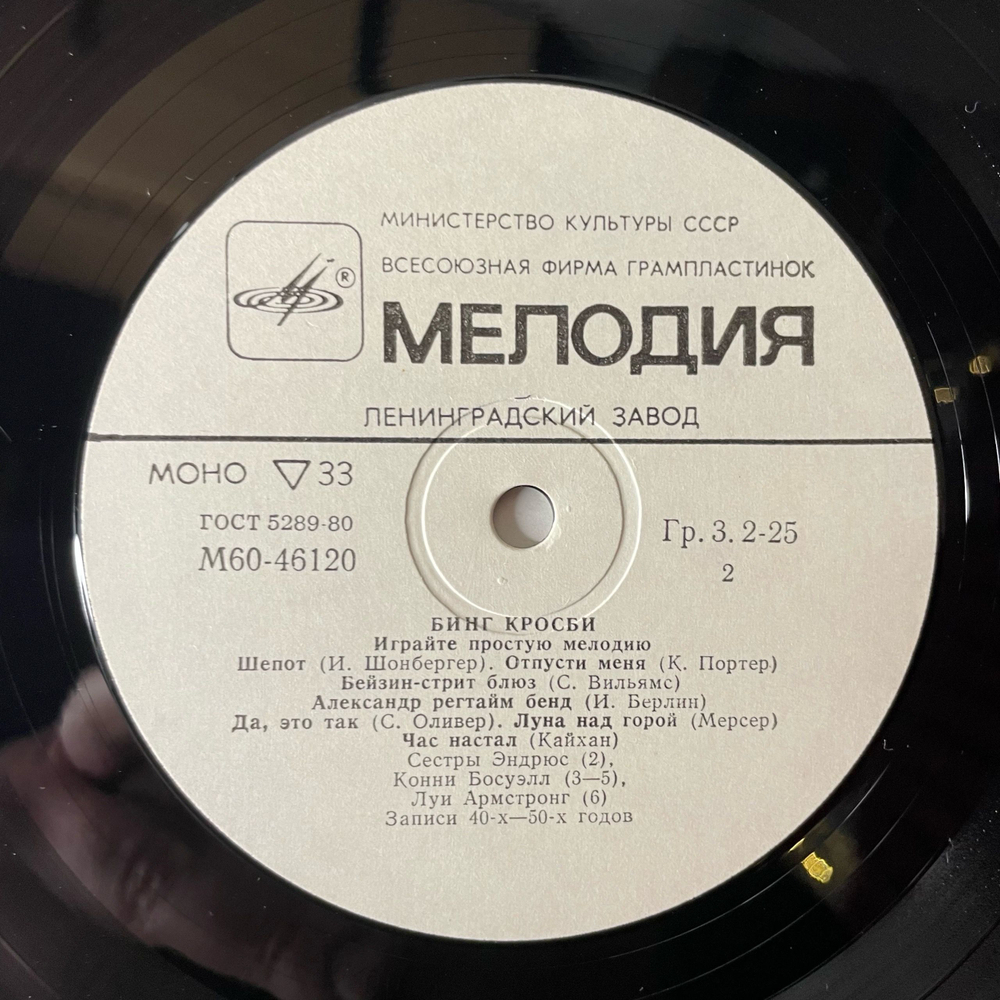 МИНИСТЕРСТВО КУЛЬТУРЫ СССР
ВСЕСОЮЗНАЯ ФИРМА ГРАМПЛАСТИНОК
®
МЕЛОДИЯ
ЛЕНИНГРАДСКИЙ ЗАВОД
МОНО ▽ 33
ГОСТ 5289-80
М60-46120
Гр. 3. 2-25
2
БИНГ КРОСБИ
Играйте простую мелодию
Шепот (И. Шонбергер). Отпусти меня (К. Портер)
Бейзин-стрит блюз (С. Вильямс)
Александр регтайм бенд (И. Берлин)
Да, это так (С. Оливер). Луна над горой (Мерсер)
Час настал (Кайхан)
Сестры Эндрюс (2),
Конни Босуэлл (3—5),
Луи Армстронг (6)
Записи 40-х—50-х годов